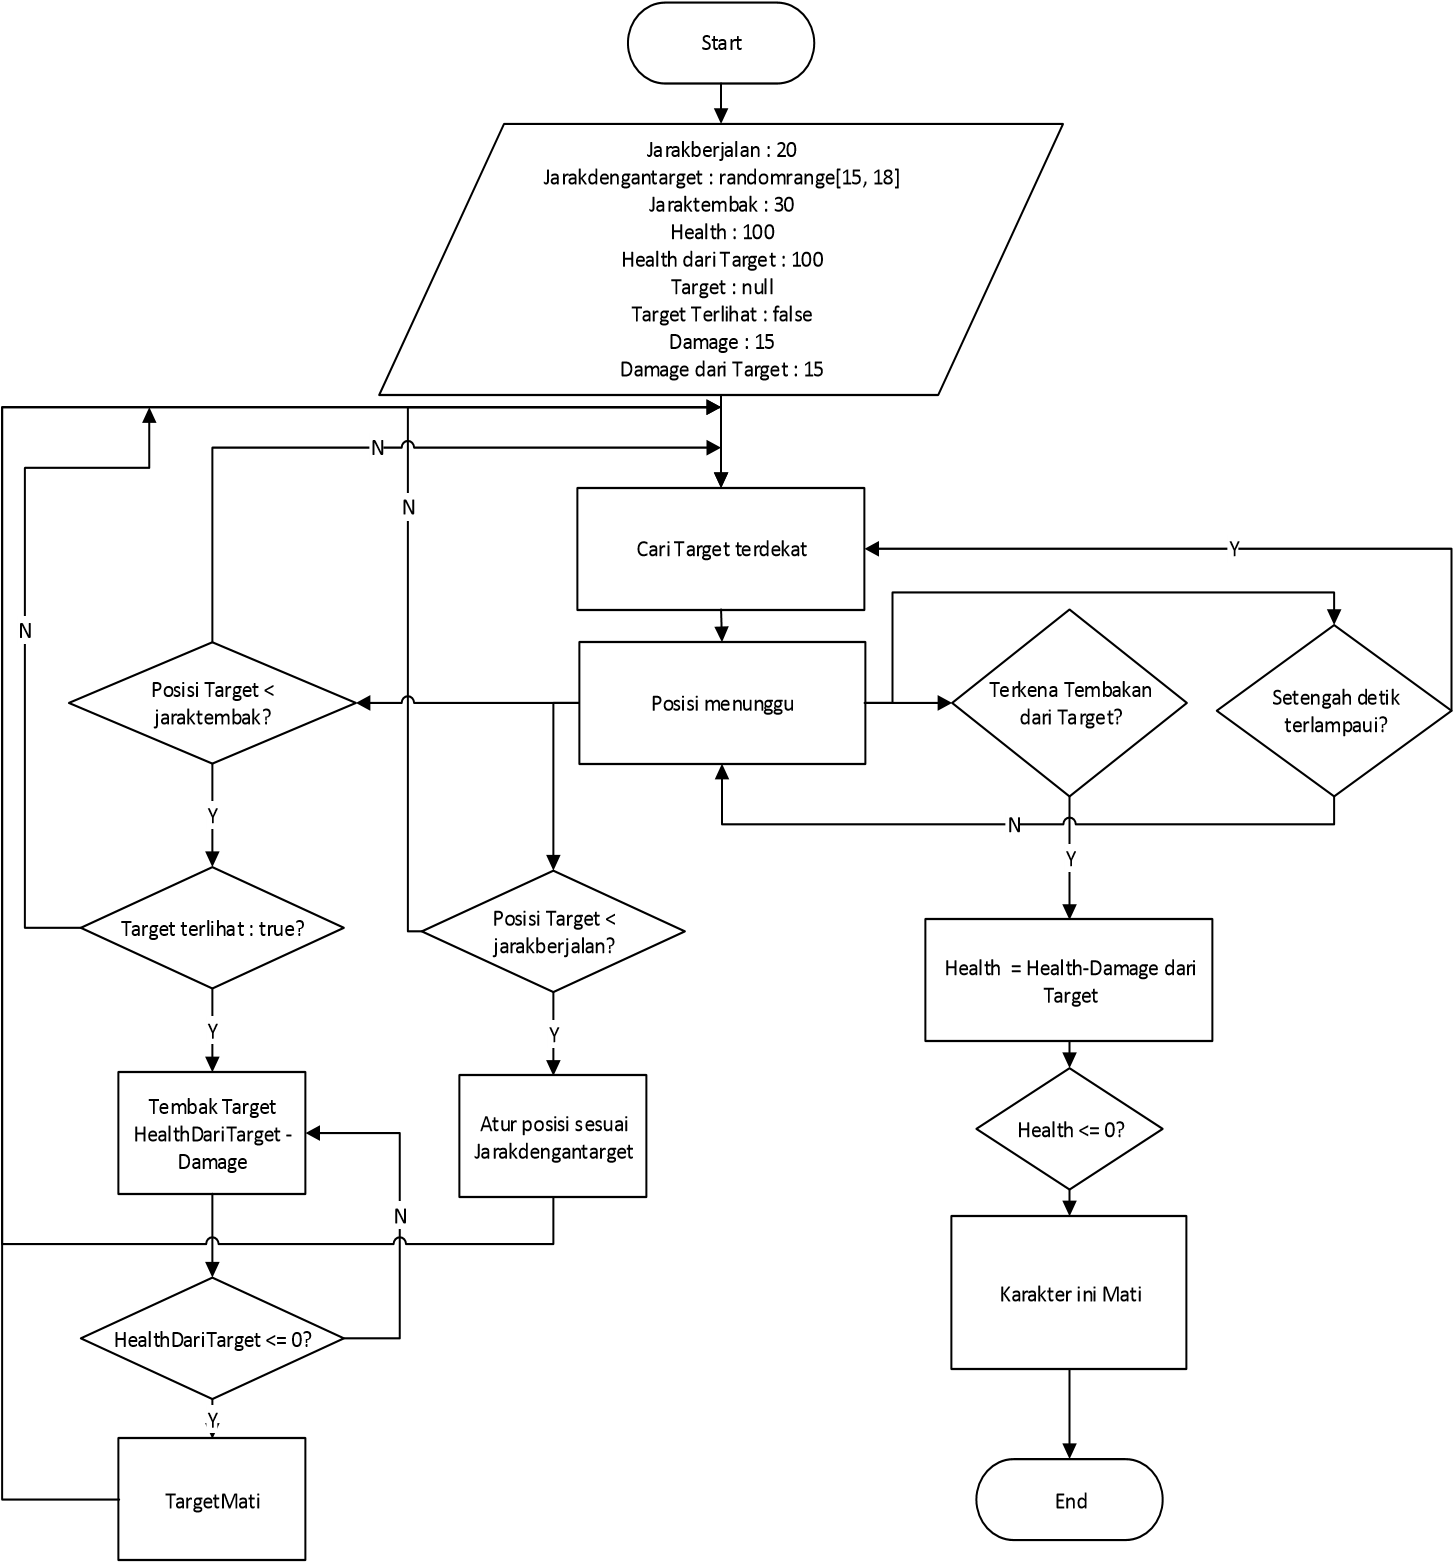 Start
Jarakberjalan : 20
Jarakdengantarget : randomrange[15, 18]
Jaraktembak : 30
Health : 100
Health dari Target : 100
Target : null
Target Terlihat : false
Damage : 15
Damage dari Target : 15
N
N
Cari Target terdekat
Y
N
Posisi Target <
jaraktembak?
Posisi menunggu
Terkena Tembakan
dari Target?
Setengah detik
terlampaui?
Y
N
Y
Target terlihat : true?
Posisi Target <
jarakberjalan?
Health = Health-Damage dari
Target
Y
Y
Tembak Target
HealthDariTarget -
Damage
Atur posisi sesuai
Jarakdengantarget
Health <= 0?
N
Karakter ini Mati
HealthDariTarget <= 0?
Y
TargetMati
End